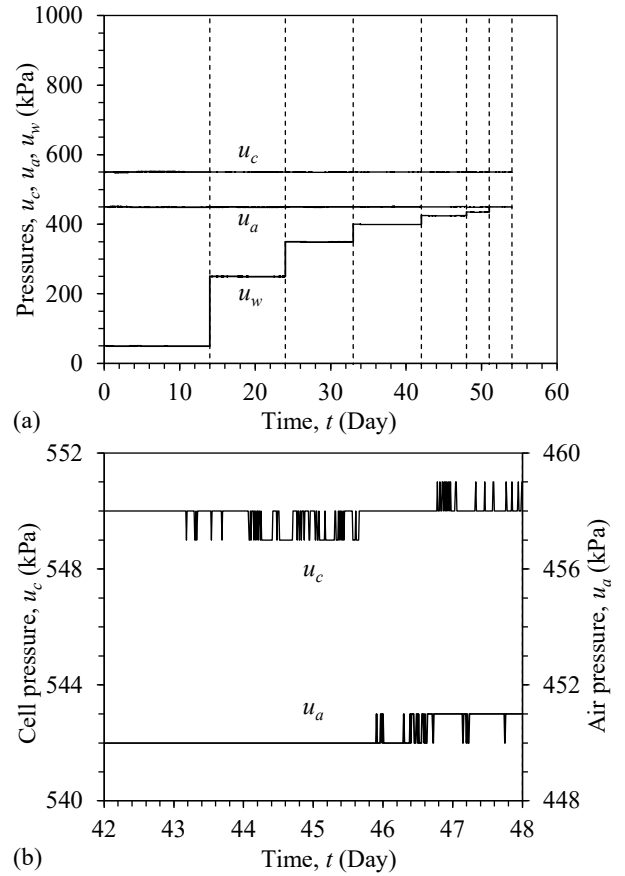 1000
800
600
400
200
0
Pressures, u_c, u_a, u_w (kPa)
u_c
u_a
u_w
0 10 20 30 40 50 60
Time, t (Day)
(a)
552 460
548 456
544 452
540 448
Cell pressure, u_c (kPa)
Air pressure, u_a (kPa)
u_c
u_a
42 43 44 45 46 47 48
Time, t (Day)
(b)